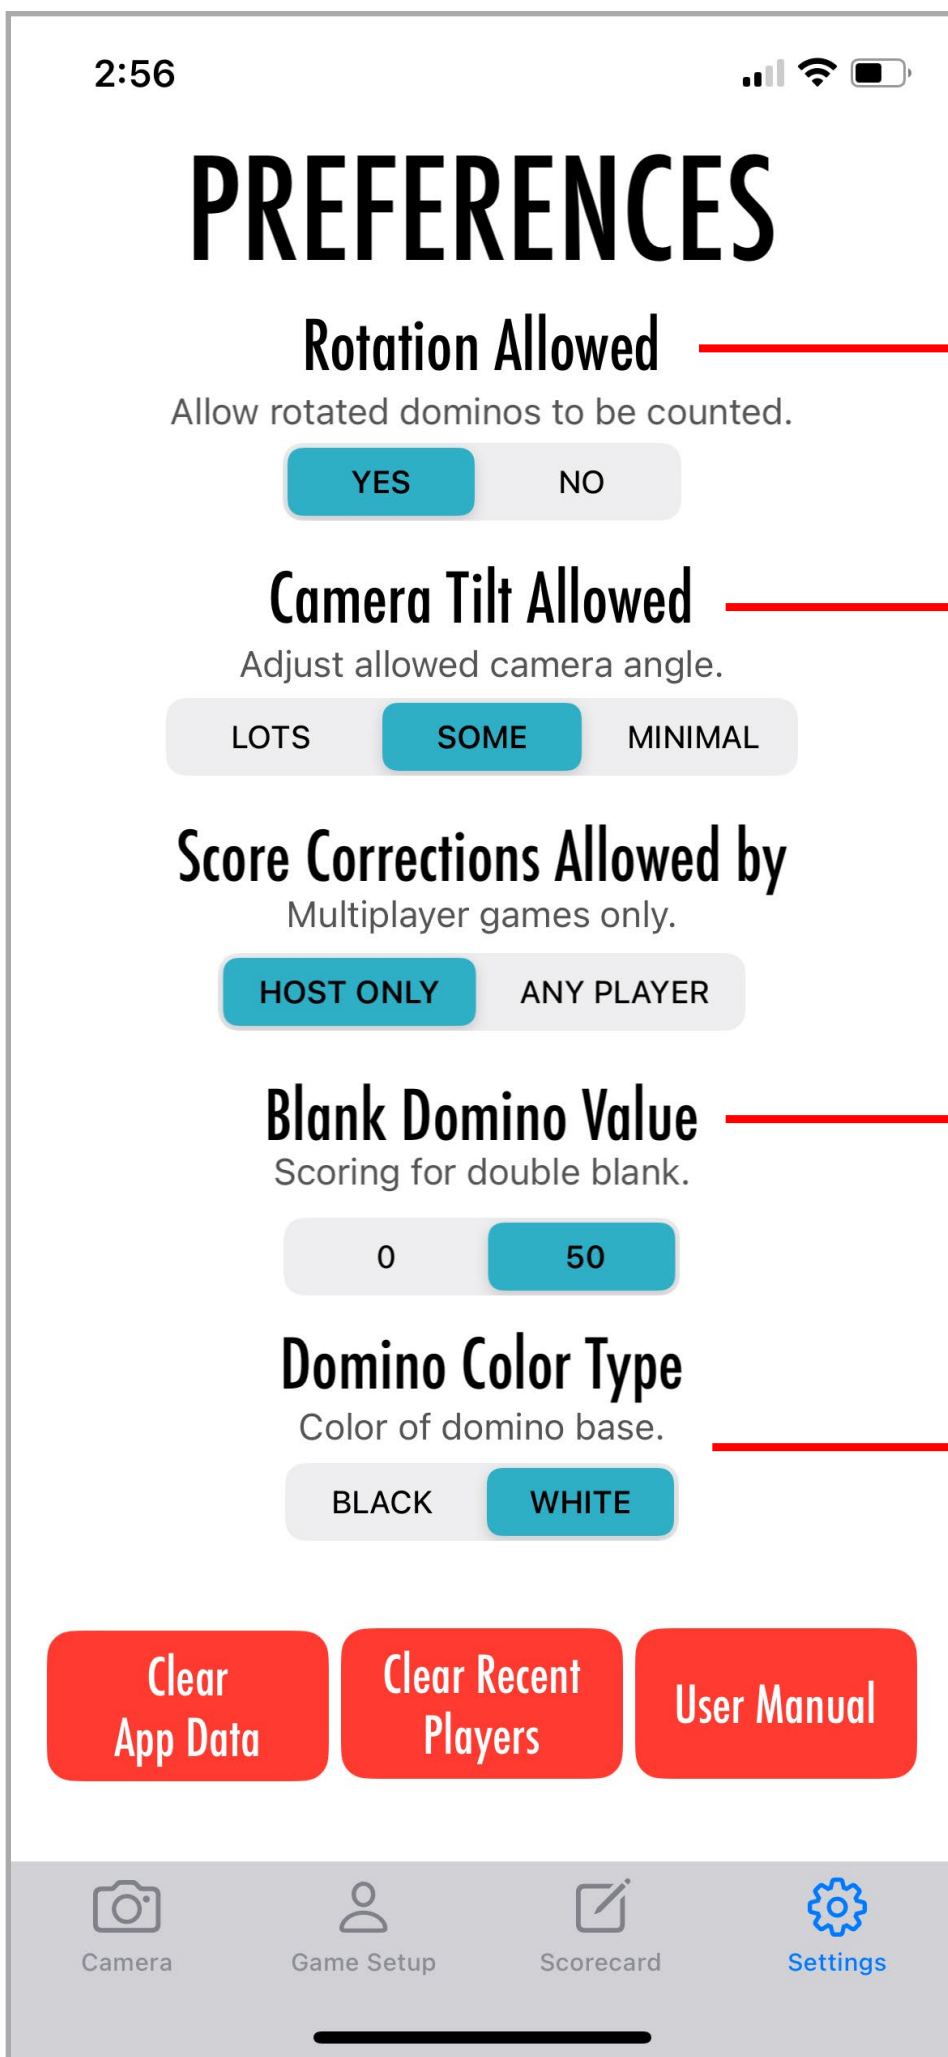 2:56
PREFERENCES
Rotation Allowed
Allow rotated dominos to be counted.
YES NO
Camera Tilt Allowed
Adjust allowed camera angle.
LOTS SOME MINIMAL
Score Corrections Allowed by
Multiplayer games only.
HOST ONLY ANY PLAYER
Blank Domino Value
Scoring for double blank.
0 50
Domino Color Type
Color of domino base.
BLACK WHITE
Clear
App Data
Clear Recent
Players
User Manual
Camera Game Setup Scorecard Settings